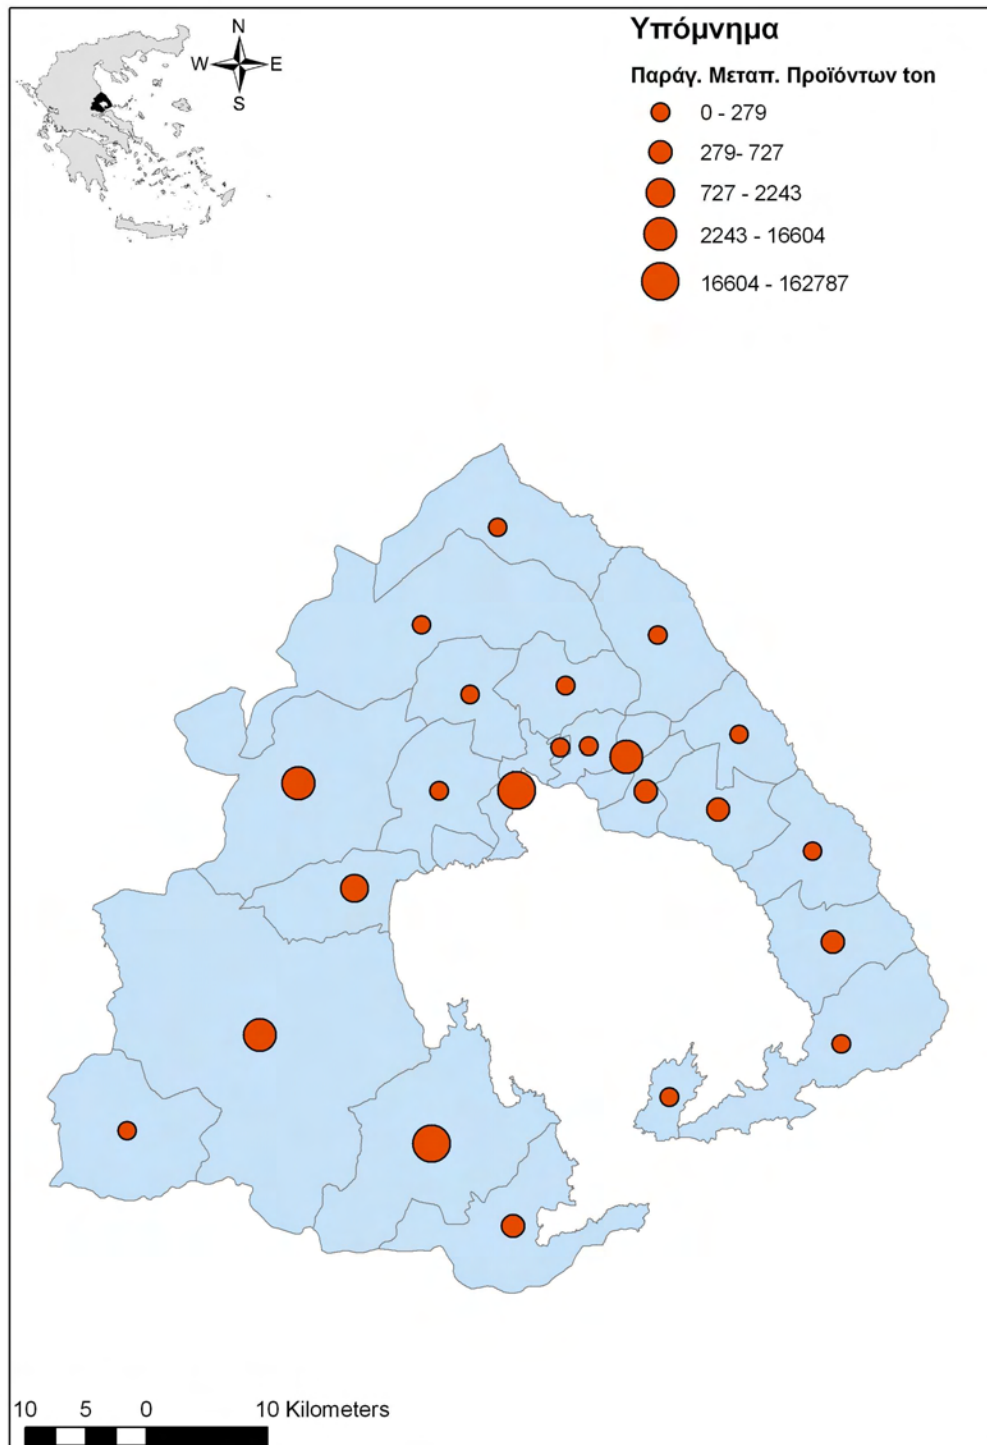 N
W E
S
Υπόμνημα
Παράγ. Μεταπ. Προϊόντων ton
0 - 279
279- 727
727 - 2243
2243 - 16604
16604 - 162787
10 5 0 10 Kilometers